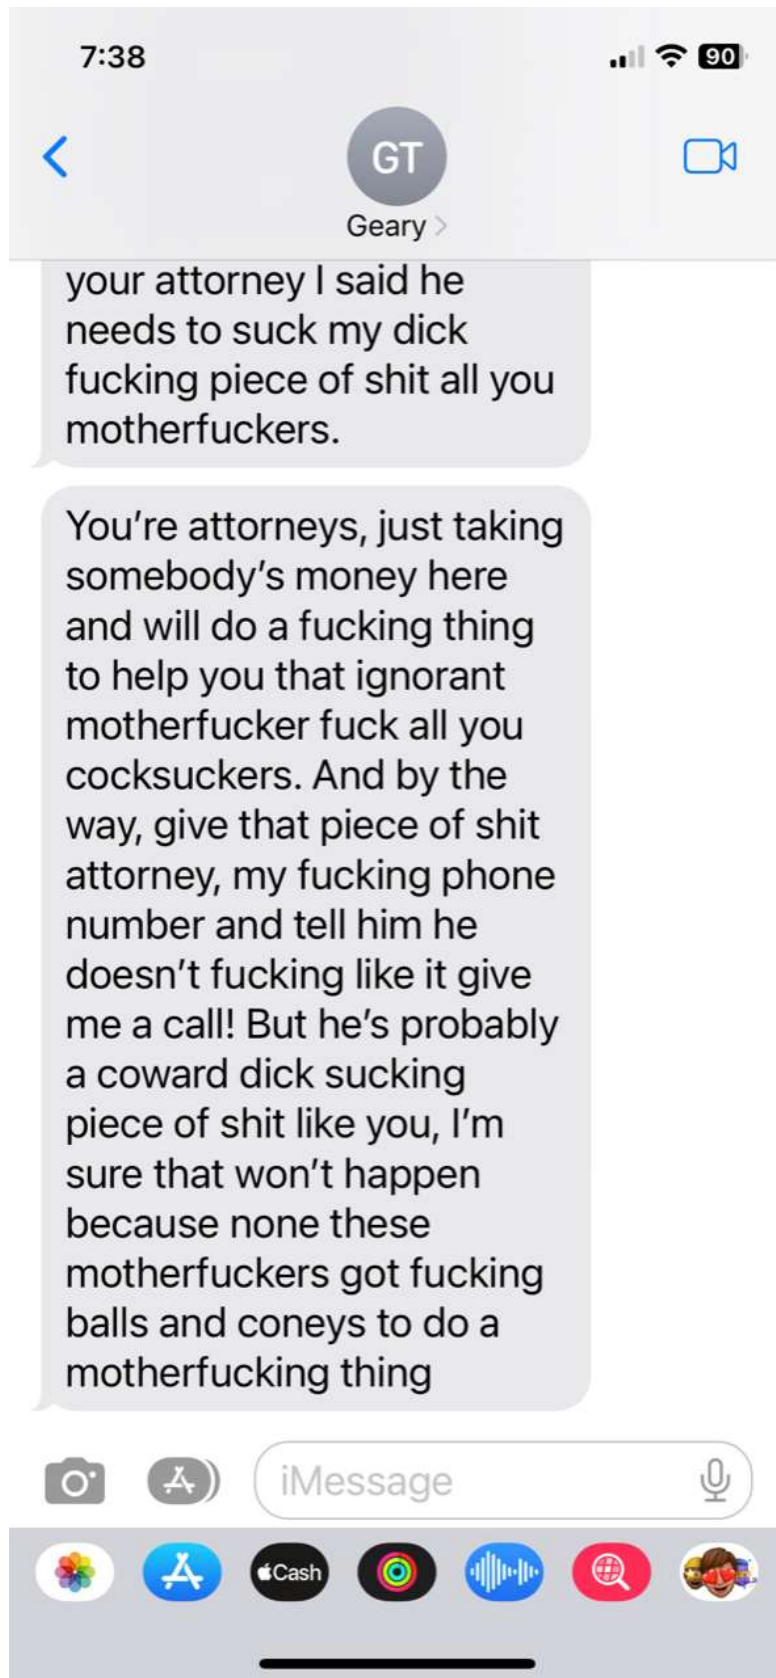 7:38
90
GT
Geary
your attorney I said he
needs to suck my dick
fucking piece of shit all you
motherfuckers.
You’re attorneys, just taking
somebody’s money here
and will do a fucking thing
to help you that ignorant
motherfucker fuck all you
cocksuckers. And by the
way, give that piece of shit
attorney, my fucking phone
number and tell him he
doesn’t fucking like it give
me a call! But he’s probably
a coward dick sucking
piece of shit like you, I’m
sure that won’t happen
because none these
motherfuckers got fucking
balls and coneys to do a
motherfucking thing
iMessage
Cash